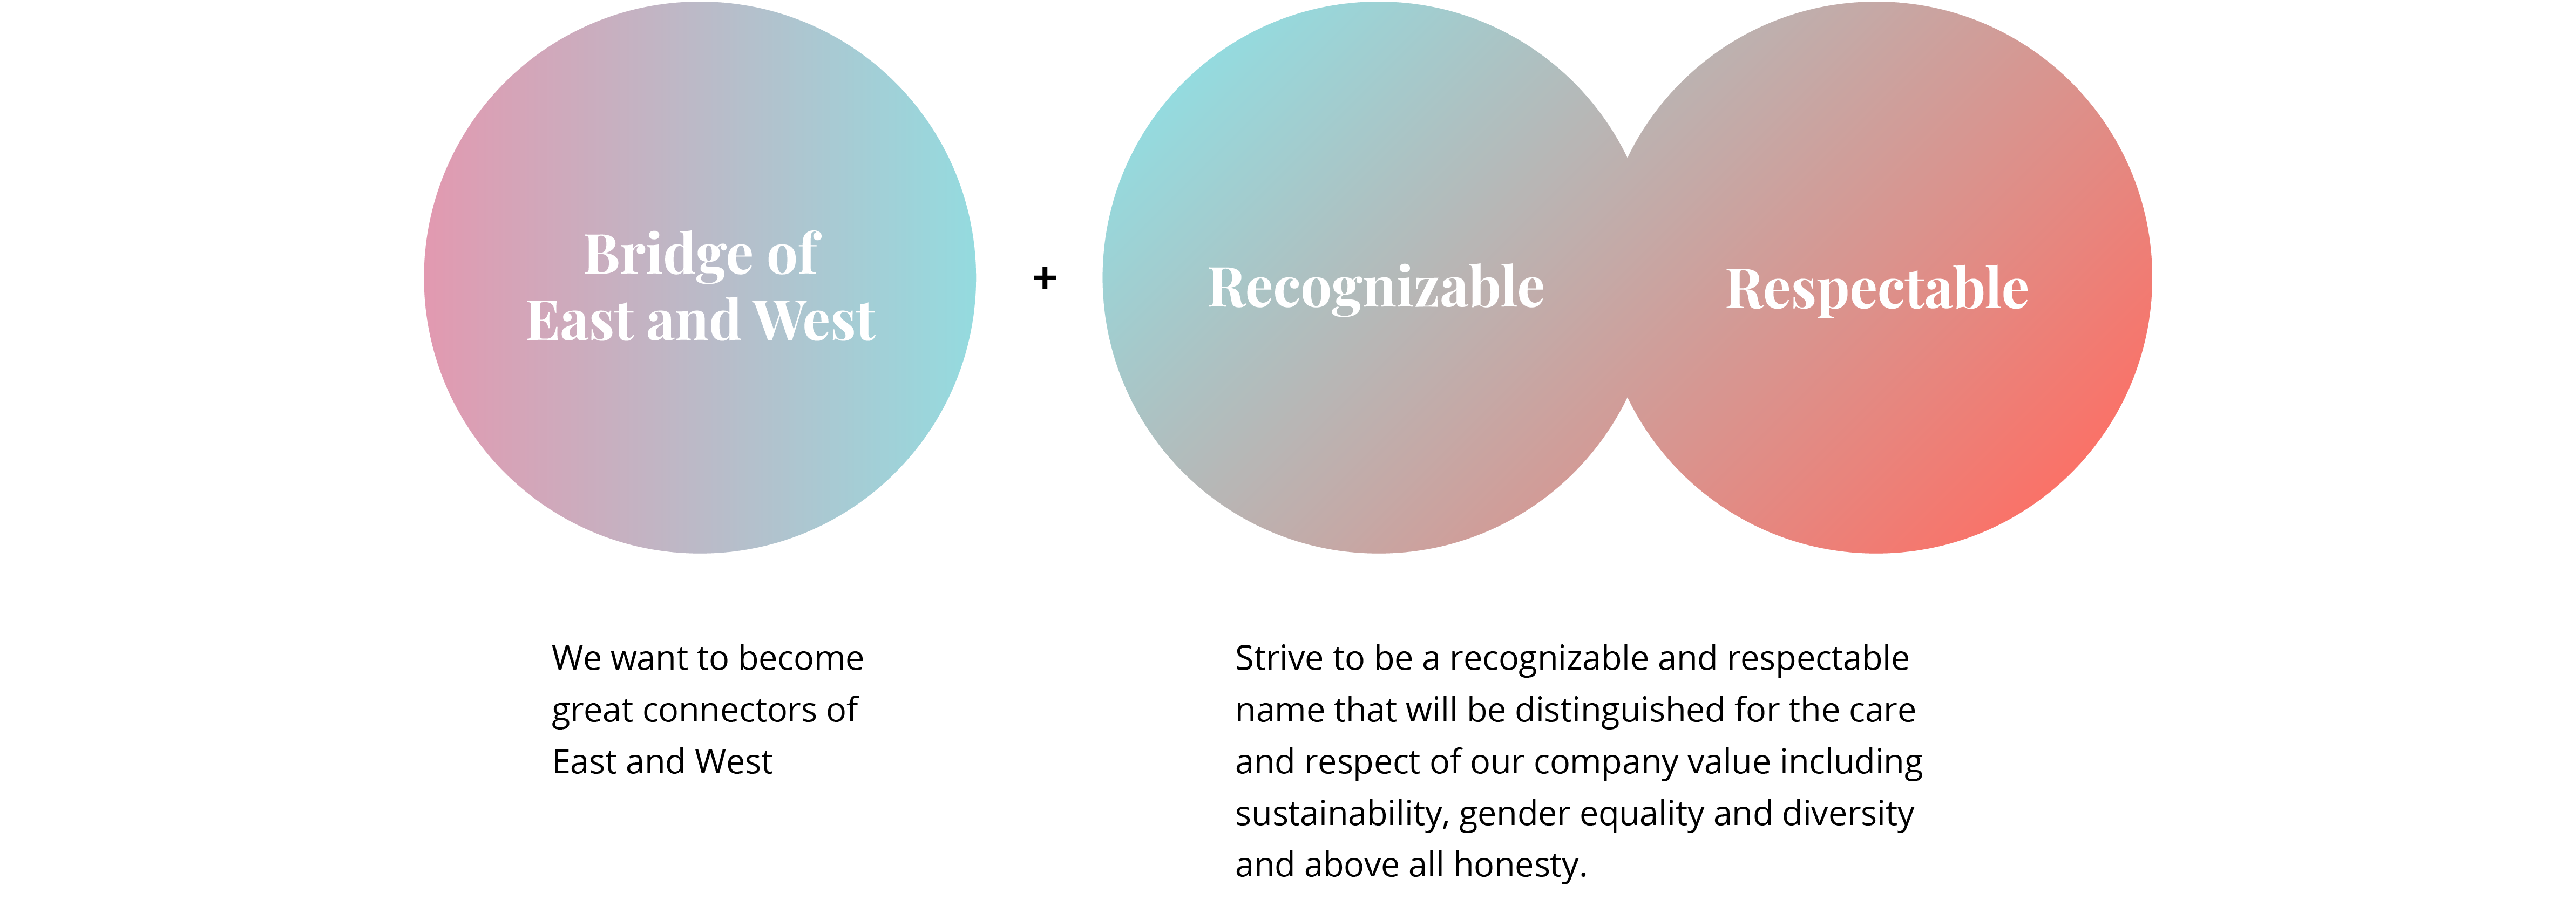 Bridge of
East and West
+
Recognizable
Respectable
We want to become
great connectors of
East and West
Strive to be a recognizable and respectable
name that will be distinguished for the care
and respect of our company value including
sustainability, gender equality and diversity
and above all honesty.